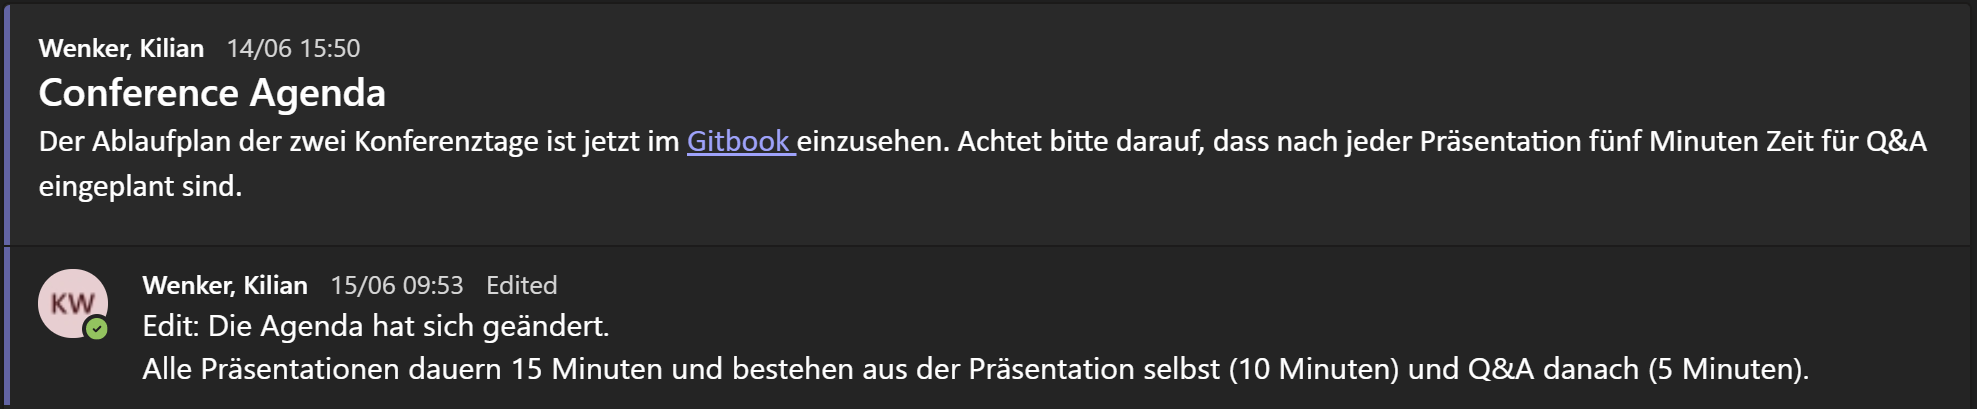 Wenker, Kilian 14/06 15:50
Conference Agenda
Der Ablaufplan der zwei Konferenztage ist jetzt im Gitbook einzusehen. Achtet bitte darauf, dass nach jeder Präsentation fünf Minuten Zeit für Q&A
eingeplant sind.
KW
Wenker, Kilian 15/06 09:53 Edited
Edit: Die Agenda hat sich geändert.
Alle Präsentationen dauern 15 Minuten und bestehen aus der Präsentation selbst (10 Minuten) und Q&A danach (5 Minuten).